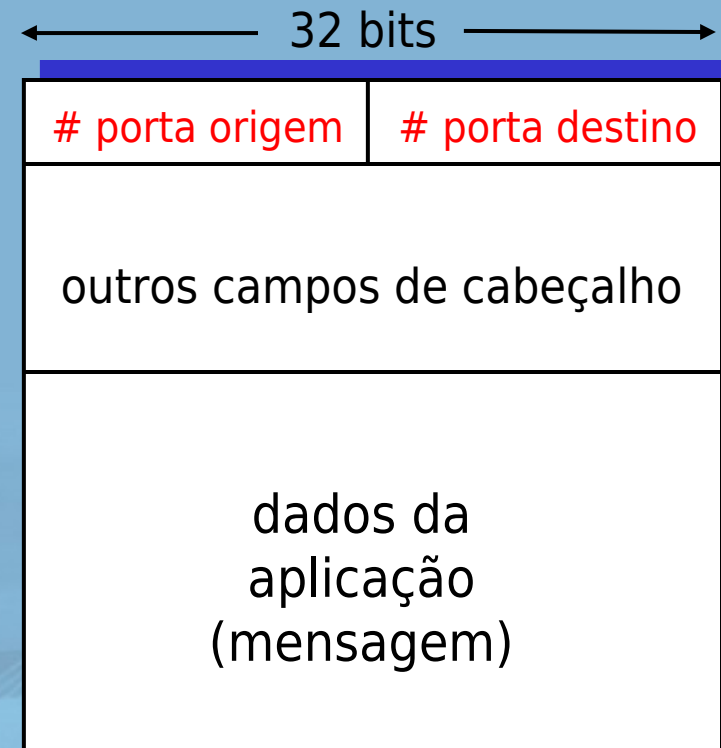 32 bits
# porta origem
# porta destino
outros campos de cabeçalho
dados da
aplicação
(mensagem)